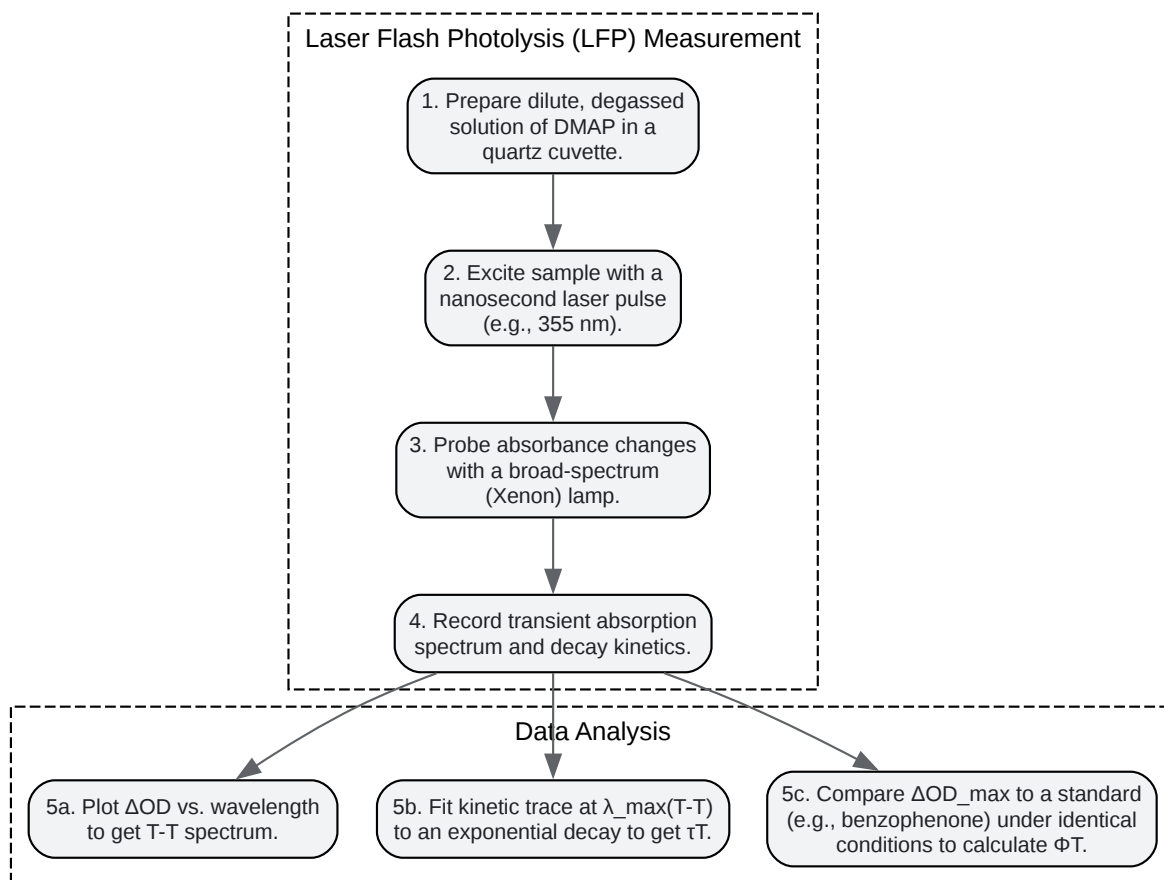 Laser Flash Photolysis (LFP) Measurement
1. Prepare dilute, degassed
solution of DMAP in a
quartz cuvette.
2. Excite sample with a
nanosecond laser pulse
(e.g., 355 nm).
3. Probe absorbance changes
with a broad-spectrum
(Xenon) lamp.
4. Record transient absorption
spectrum and decay kinetics.
Data Analysis
5a. Plot ΔOD vs. wavelength
to get T-T spectrum.
5b. Fit kinetic trace at λ_max(T-T)
to an exponential decay to get τT.
5c. Compare ΔOD_max to a standard
(e.g., benzophenone) under identical
conditions to calculate ΦT.